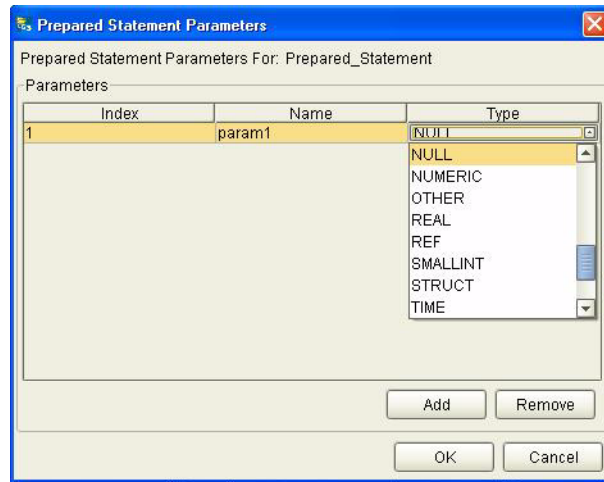 Prepared Statement Parameters
Prepared Statement Parameters For: Prepared_Statement
Parameters
Index Name Type
1 param1 NULL
NULL
NUMERIC
OTHER
REAL
REF
SMALLINT
STRUCT
TIME
Add Remove
OK Cancel